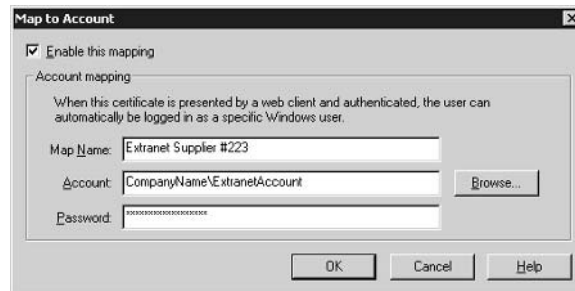 Map to Account
Enable this mapping
Account mapping
When this certificate is presented by a web client and authenticated, the user can
automatically be logged in as a specific Windows user.
Map Name: Extranet Supplier #223
Account: CompanyName\ExtranetAccount
Browse...
Password: ******************
OK Cancel Help